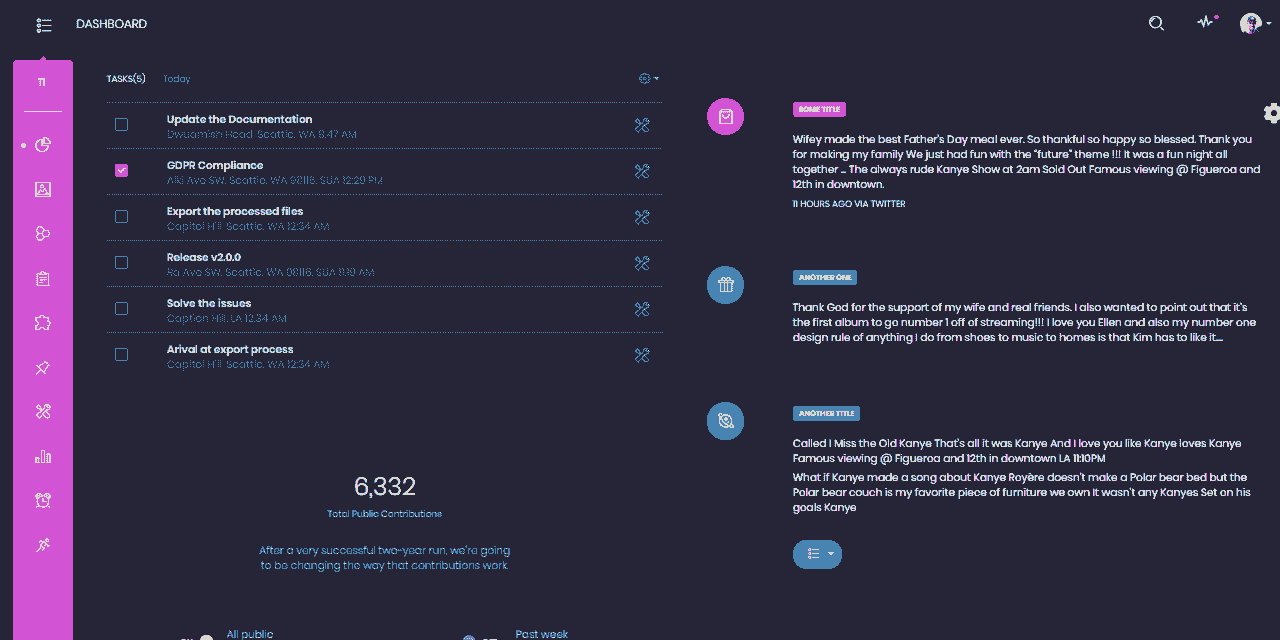 DASHBOARD
TASKS(5) Today
Update the Documentation
Dwuamish Head, Seattle, WA 8:47 AM
GDPR Compliance
Alki Ave SW, Seattle, WA 98116, SUA 12:29 PM
Export the processed files
Capitol Hill, Seattle, WA 12:34 AM
Release v2.0.0
Ra Ave SW, Seattle, WA 98116, SUA 11:19 AM
Solve the issues
Caption Hill, LA 12:34 AM
Arival at export process
Capitol Hill, Seattle, WA 12:34 AM
6,332
Total Public Contributions
After a very successful two-year run, we're going
to be changing the way that contributions work.
All public
Past week
SOME TITLE
Wifey made the best Father's Day meal ever. So thankful so happy so blessed. Thank you
for making my family We just had fun with the "future" theme !!! It was a fun night all
together ... The always rude Kanye Show at 2am Sold Out Famous viewing @ Figueroa and
12th in downtown.
11 HOURS AGO VIA TWITTER
ANOTHER ONE
Thank God for the support of my wife and real friends. I also wanted to point out that it's
the first album to go number 1 off of streaming!!! I love you Ellen and also my number one
design rule of anything I do from shoes to music to homes is that Kim has to like it....
ANOTHER TITLE
Called I Miss the Old Kanye That's all it was Kanye And I love you like Kanye loves Kanye
Famous viewing @ Figueroa and 12th in downtown LA 11:10PM
What if Kanye made a song about Kanye Royère doesn't make a Polar bear bed but the
Polar bear couch is my favorite piece of furniture we own It wasn't any Kanyes Set on his
goals Kanye